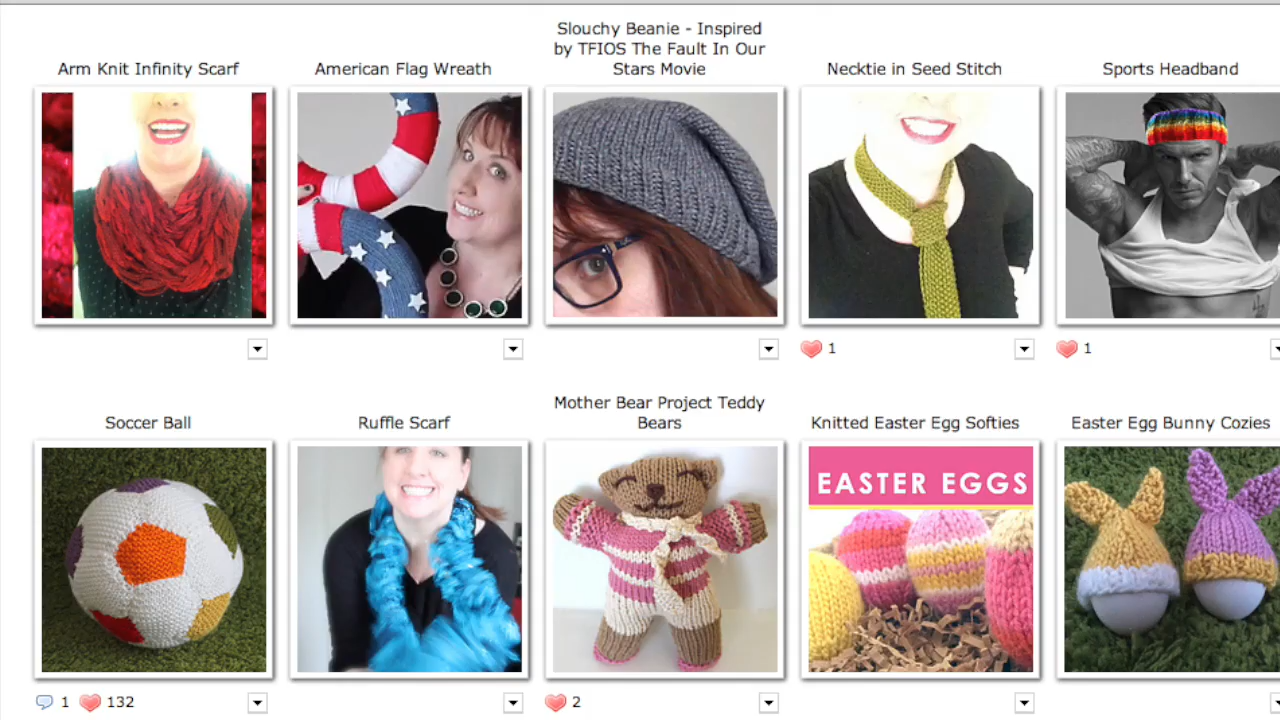 Slouchy Beanie - Inspired
by TFIOS The Fault In Our
Arm Knit Infinity Scarf
American Flag Wreath
Stars Movie
Necktie in Seed Stitch
Sports Headband
1
1
Mother Bear Project Teddy
Soccer Ball
Ruffle Scarf
Bears
Knitted Easter Egg Softies
Easter Egg Bunny Cozies
EASTER EGGS
1
132
2